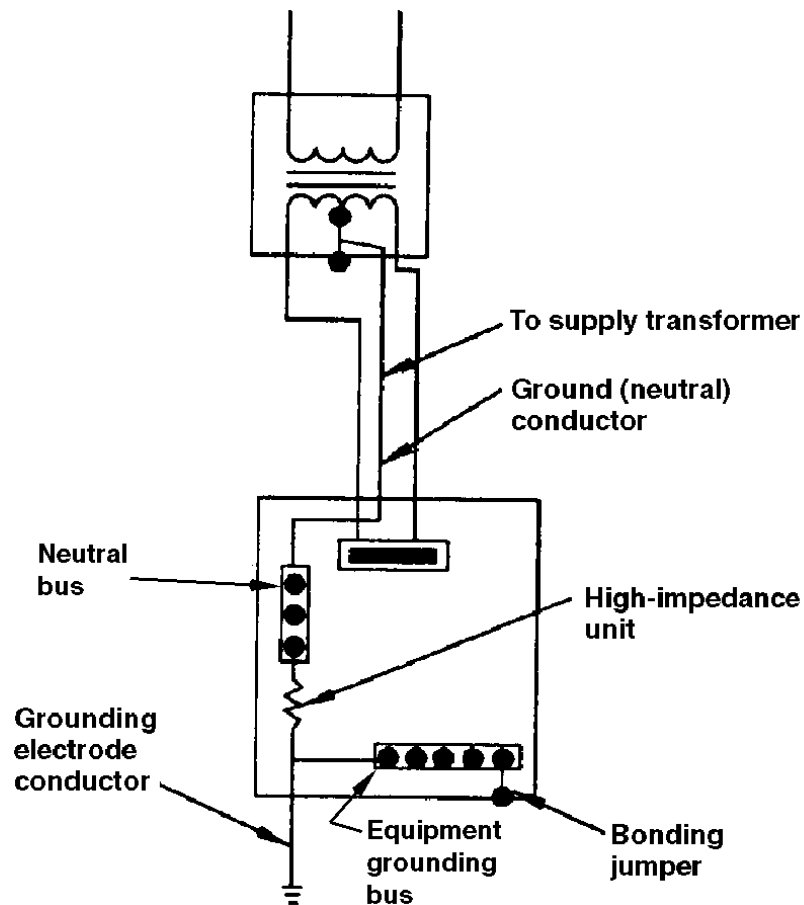 To supply transformer
Ground (neutral)
conductor
Neutral
bus
High-impedance
unit
Grounding
electrode
conductor
Equipment
grounding
bus
Bonding
jumper